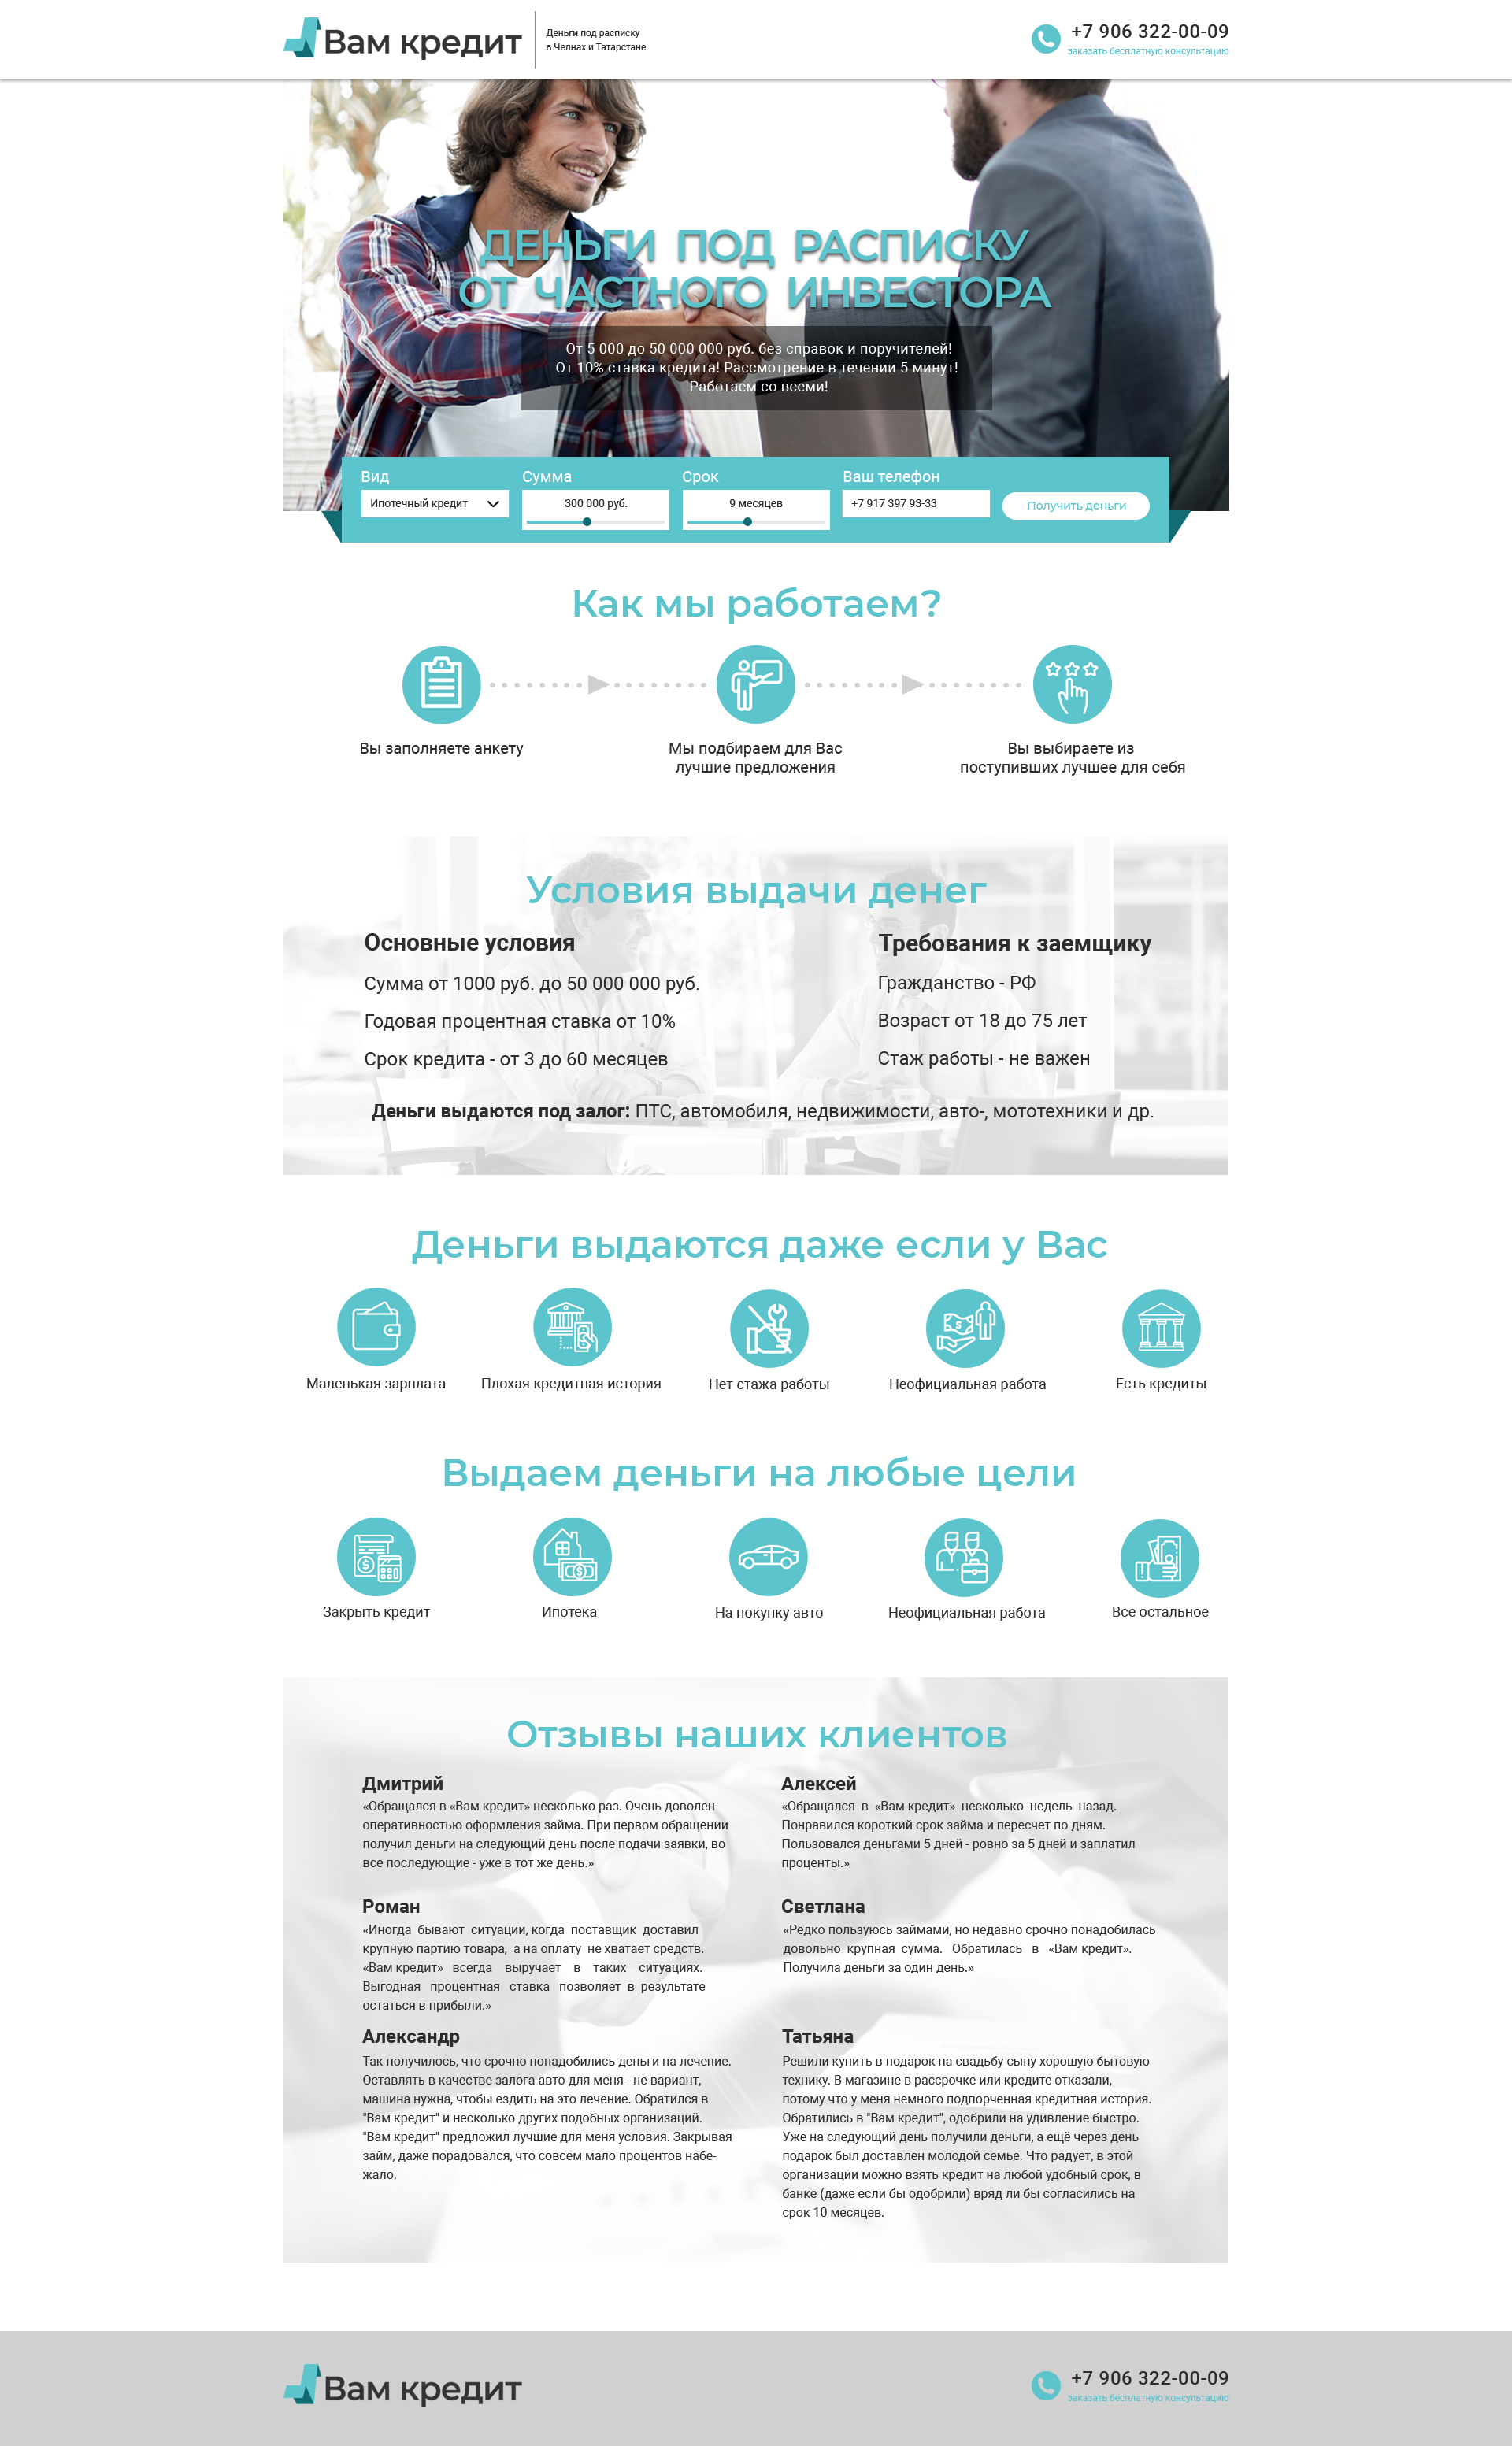 Вам кредит
Деньги под расписку
в Челнах и Татарстане
+7 906 322-00-09
заказать бесплатную консультацию
ДЕНЬГИ ПОД РАСПИСКУ
ОТ ЧАСТНОГО ИНВЕСТОРА
От 5 000 до 50 000 000 руб. без справок и поручителей!
От 10% ставка кредита! Рассмотрение в течении 5 минут!
Работаем со всеми!
Вид
Сумма
Срок
Ваш телефон
Ипотечный кредит
300 000 руб.
9 месяцев
+7 917 397 93-33
Получить деньги
Как мы работаем?
Вы заполняете анкету
Мы подбираем для Вас
лучшие предложения
Вы выбираете из
поступивших лучшее для себя
Условия выдачи денег
Основные условия
Сумма от 1000 руб. до 50 000 000 руб.
Годовая процентная ставка от 10%
Срок кредита - от 3 до 60 месяцев
Требования к заемщику
Гражданство - РФ
Возраст от 18 до 75 лет
Стаж работы - не важен
Деньги выдаются под залог: ПТС, автомобиля, недвижимости, авто-, мототехники и др.
Деньги выдаются даже если у Вас
Маленькая зарплата
Плохая кредитная история
Нет стажа работы
Неофициальная работа
Есть кредиты
Выдаем деньги на любые цели
Закрыть кредит
Ипотека
На покупку авто
Неофициальная работа
Все остальное
Отзывы наших клиентов
Дмитрий
«Обращался в «Вам кредит» несколько раз. Очень доволен
оперативностью оформления займа. При первом обращении
получил деньги на следующий день после подачи заявки, во
все последующие - уже в тот же день.»
Алексей
«Обращался в «Вам кредит» несколько недель назад.
Понравился короткий срок займа и пересчет по дням.
Пользовался деньгами 5 дней - ровно за 5 дней и заплатил
проценты.»
Роман
«Иногда бывают ситуации, когда поставщик доставил
крупную партию товара, а на оплату не хватает средств.
«Вам кредит» всегда выручает в таких ситуациях.
Выгодная процентная ставка позволяет в результате
остаться в прибыли.»
Светлана
«Редко пользуюсь займами, но недавно срочно понадобилась
довольно крупная сумма. Обратилась в «Вам кредит».
Получила деньги за один день.»
Александр
Так получилось, что срочно понадобились деньги на лечение.
Оставлять в качестве залога авто для меня - не вариант,
машина нужна, чтобы ездить на это лечение. Обратился в
"Вам кредит" и несколько других подобных организаций.
"Вам кредит" предложил лучшие для меня условия. Закрывая
займ, даже порадовался, что совсем мало процентов набе-
жало.
Татьяна
Решили купить в подарок на свадьбу сыну хорошую бытовую
технику. В магазине в рассрочке или кредите отказали,
потому что у меня немного подпорченная кредитная история.
Обратились в "Вам кредит", одобрили на удивление быстро.
Уже на следующий день получили деньги, а ещё через день
подарок был доставлен молодой семье. Что радует, в этой
организации можно взять кредит на любой удобный срок, в
банке (даже если бы одобрили) вряд ли бы согласились на
срок 10 месяцев.
Вам кредит
+7 906 322-00-09
заказать бесплатную консультацию